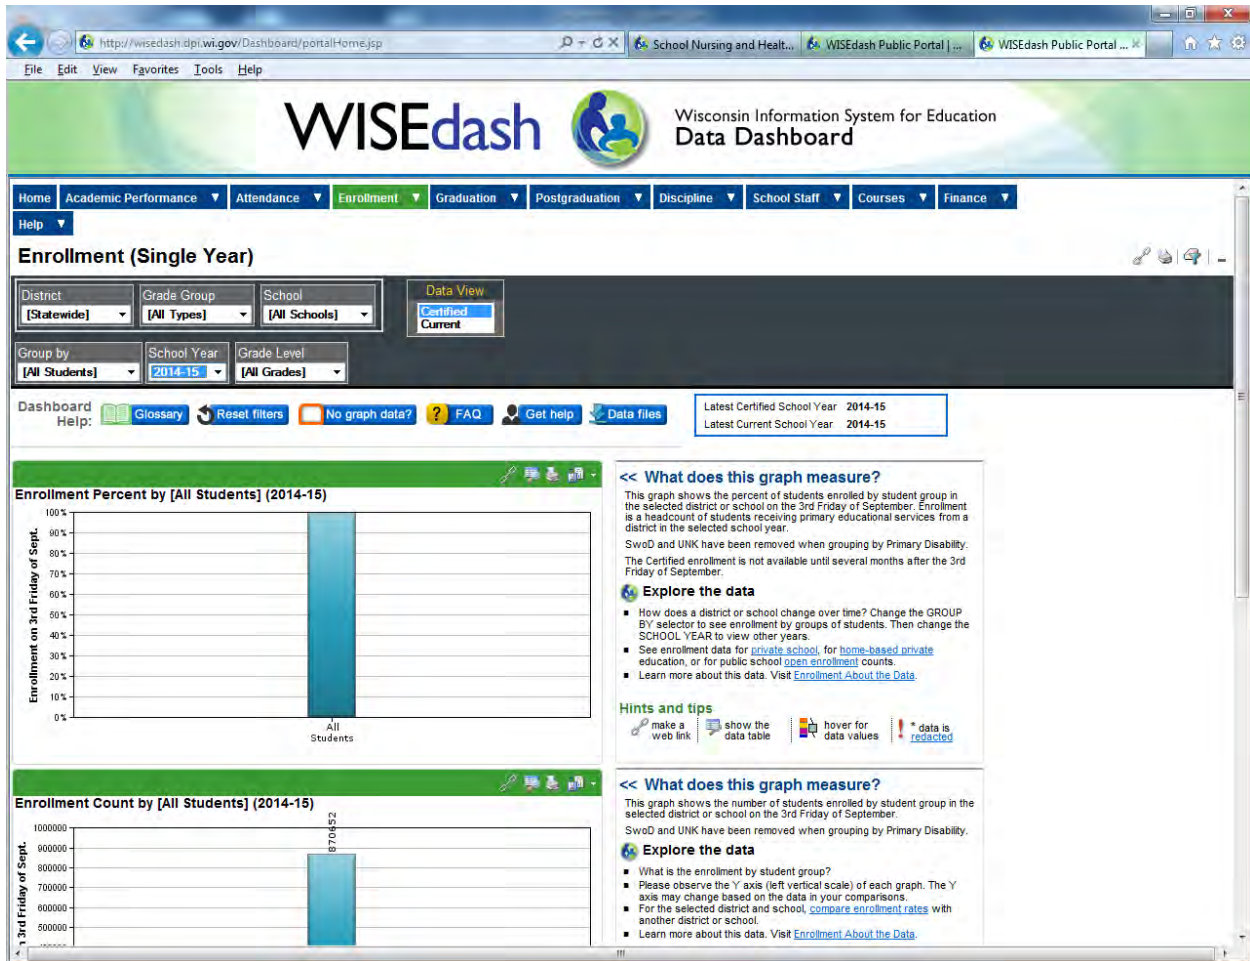 http://wisedash.dpi.wi.gov/Dashboard/portalHome.jsp
School Nursing and Healt...
WISEdash Public Portal | ...
WISEdash Public Portal ...
File Edit View Favorites Tools Help
WISEdash
Wisconsin Information System for Education
Data Dashboard
Home Academic Performance Attendance Enrollment Graduation Postgraduation Discipline School Staff Courses Finance
Help
Enrollment (Single Year)
District Grade Group School Data View
[Statewide] [All Types] [All Schools] Certified
Current
Group by School Year Grade Level
[All Students] 2014-15 [All Grades]
Dashboard Help: Glossary Reset filters No graph data? FAQ Get help Data files
Latest Certified School Year 2014-15
Latest Current School Year 2014-15
Enrollment Percent by [All Students] (2014-15)
Enrollment on 3rd Friday of Sept.
100%
90%
80%
70%
60%
50%
40%
30%
20%
10%
0%
All
Students
<< What does this graph measure?
This graph shows the percent of students enrolled by student group in
the selected district or school on the 3rd Friday of September. Enrollment
is a headcount of students receiving primary educational services from a
district in the selected school year.
SwoD and UNK have been removed when grouping by Primary Disability.
The Certified enrollment is not available until several months after the 3rd
Friday of September.
Explore the data
How does a district or school change over time? Change the GROUP
BY selector to see enrollment by groups of students. Then change the
SCHOOL YEAR to view other years.
See enrollment data for private school, for home-based private
education, or for public school open enrollment counts.
Learn more about this data. Visit Enrollment About the Data.
Hints and tips
make a
web link
show the
data table
hover for
data values
* data is
redacted
Enrollment Count by [All Students] (2014-15)
3rd Friday of Sept.
1000000
900000
800000
700000
600000
500000
870652
<< What does this graph measure?
This graph shows the number of students enrolled by student group in the
selected district or school on the 3rd Friday of September.
SwoD and UNK have been removed when grouping by Primary Disability.
Explore the data
What is the enrollment by student group?
Please observe the Y axis (left vertical scale) of each graph. The Y
axis may change based on the data in your comparisons.
For the selected district and school, compare enrollment rates with
another district or school.
Learn more about this data. Visit Enrollment About the Data.